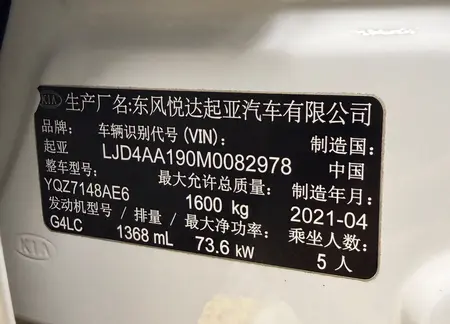 KIA 生产厂名:东风悦达起亚汽车有限公司
品牌: 车辆识别代号(VIN): 制造国:
起亚 LJD4AA190M0082978 中国
整车型号: 最大允许总质量: 制造年月:
YQZ7148AE6 1600 kg 2021-04
发动机型号 / 排量 / 最大净功率: 乘坐人数:
G4LC 1368 mL 73.6 kW 5 人
KIA